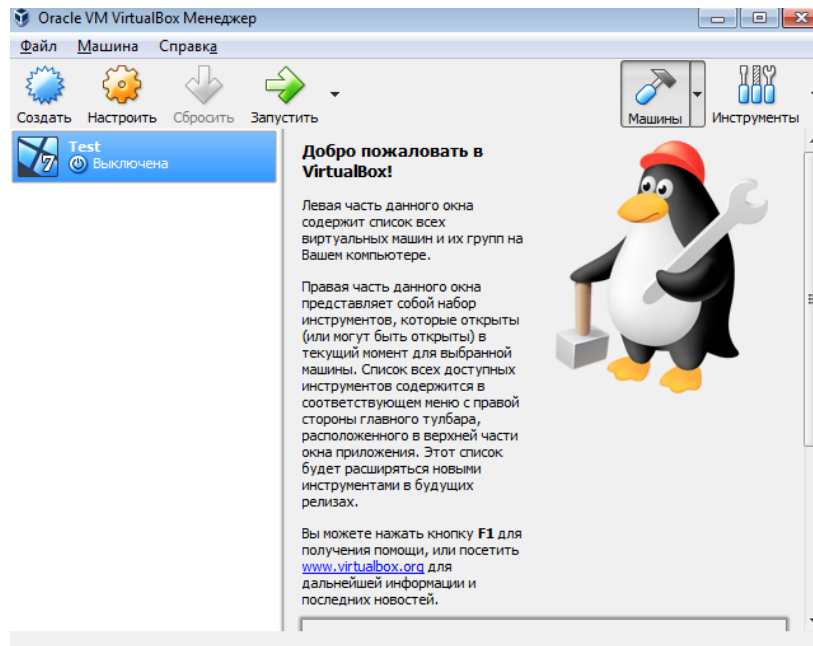 Oracle VM VirtualBox Менеджер
Файл Машина Справка
Создать Настроить Сбросить Запустить Машины Инструменты
Test
Выключена
7
Добро пожаловать в
VirtualBox!
Левая часть данного окна
содержит список всех
виртуальных машин и их групп на
Вашем компьютере.
Правая часть данного окна
представляет собой набор
инструментов, которые открыты
(или могут быть открыты) в
текущий момент для выбранной
машины. Список всех доступных
инструментов содержится в
соответствующем меню с правой
стороны главного тулбара,
расположенного в верхней части
окна приложения. Этот список
будет расширяться новыми
инструментами в будущих
релизах.
Вы можете нажать кнопку F1 для
получения помощи, или посетить
www.virtualbox.org для
дальнейшей информации и
последних новостей.